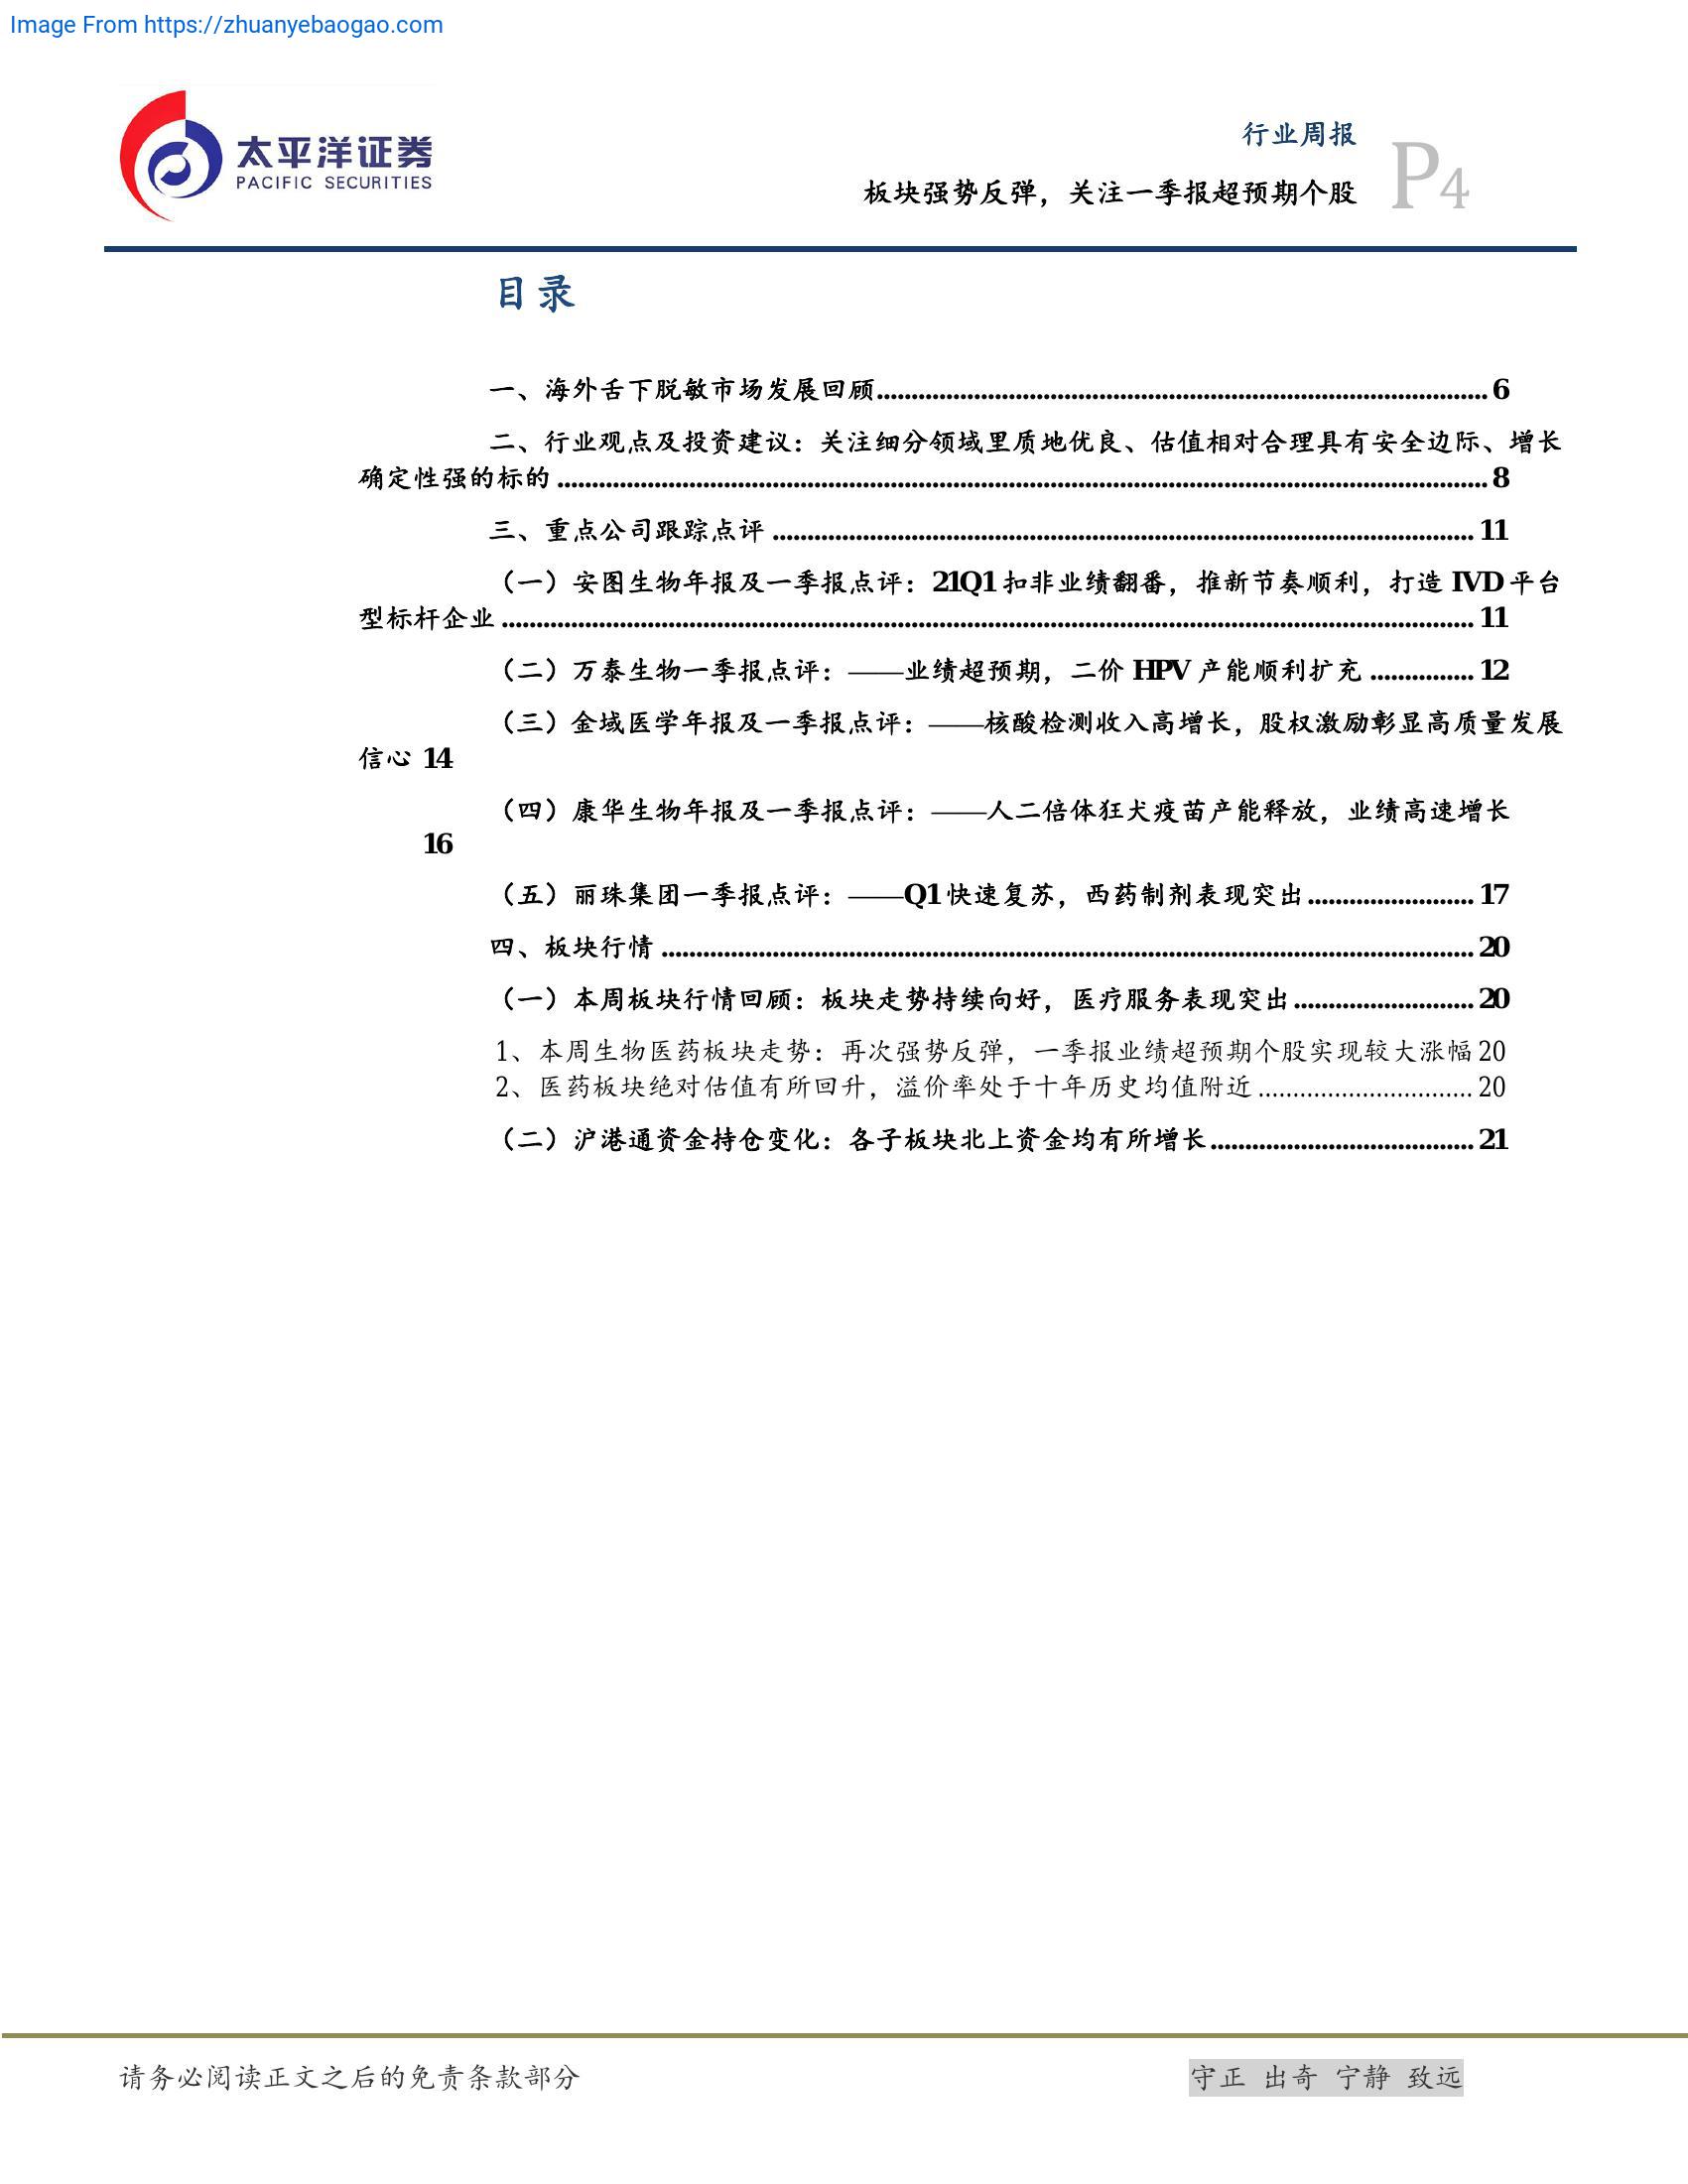 Image From https://zhuanyebaogao.com
太平洋证券
PACIFIC SECURITIES
行业周报
板块强势反弹，关注一季报超预期个股
P4
目录
一、海外舌下脱敏市场发展回顾........................................ 6
二、行业观点及投资建议：关注细分领域里质地优良、估值相对合理具有安全边际、增长
确定性强的标的........................................ 8
三、重点公司跟踪点评........................................ 11
（一）安图生物年报及一季报点评：21Q1扣非业绩翻番，推新节奏顺利，打造 IVD 平台
型标杆企业........................................ 11
（二）万泰生物一季报点评：——业绩超预期，二价 HPV 产能顺利扩充............... 12
（三）金域医学年报及一季报点评：——核酸检测收入高增长，股权激励彰显高质量发展
信心 14
（四）康华生物年报及一季报点评：——人二倍体狂犬疫苗产能释放，业绩高速增长
16
（五）丽珠集团一季报点评：——Q1快速复苏，西药制剂表现突出........................ 17
四、板块行情........................................ 20
（一）本周板块行情回顾：板块走势持续向好，医疗服务表现突出.......................... 20
1、本周生物医药板块走势：再次强势反弹，一季报业绩超预期个股实现较大涨幅 20
2、医药板块绝对估值有所回升，溢价率处于十年历史均值附近............................... 20
（二）沪港通资金持仓变化：各子板块北上资金均有所增长...................................... 21
请务必阅读正文之后的免责条款部分
守正 出奇 宁静 致远